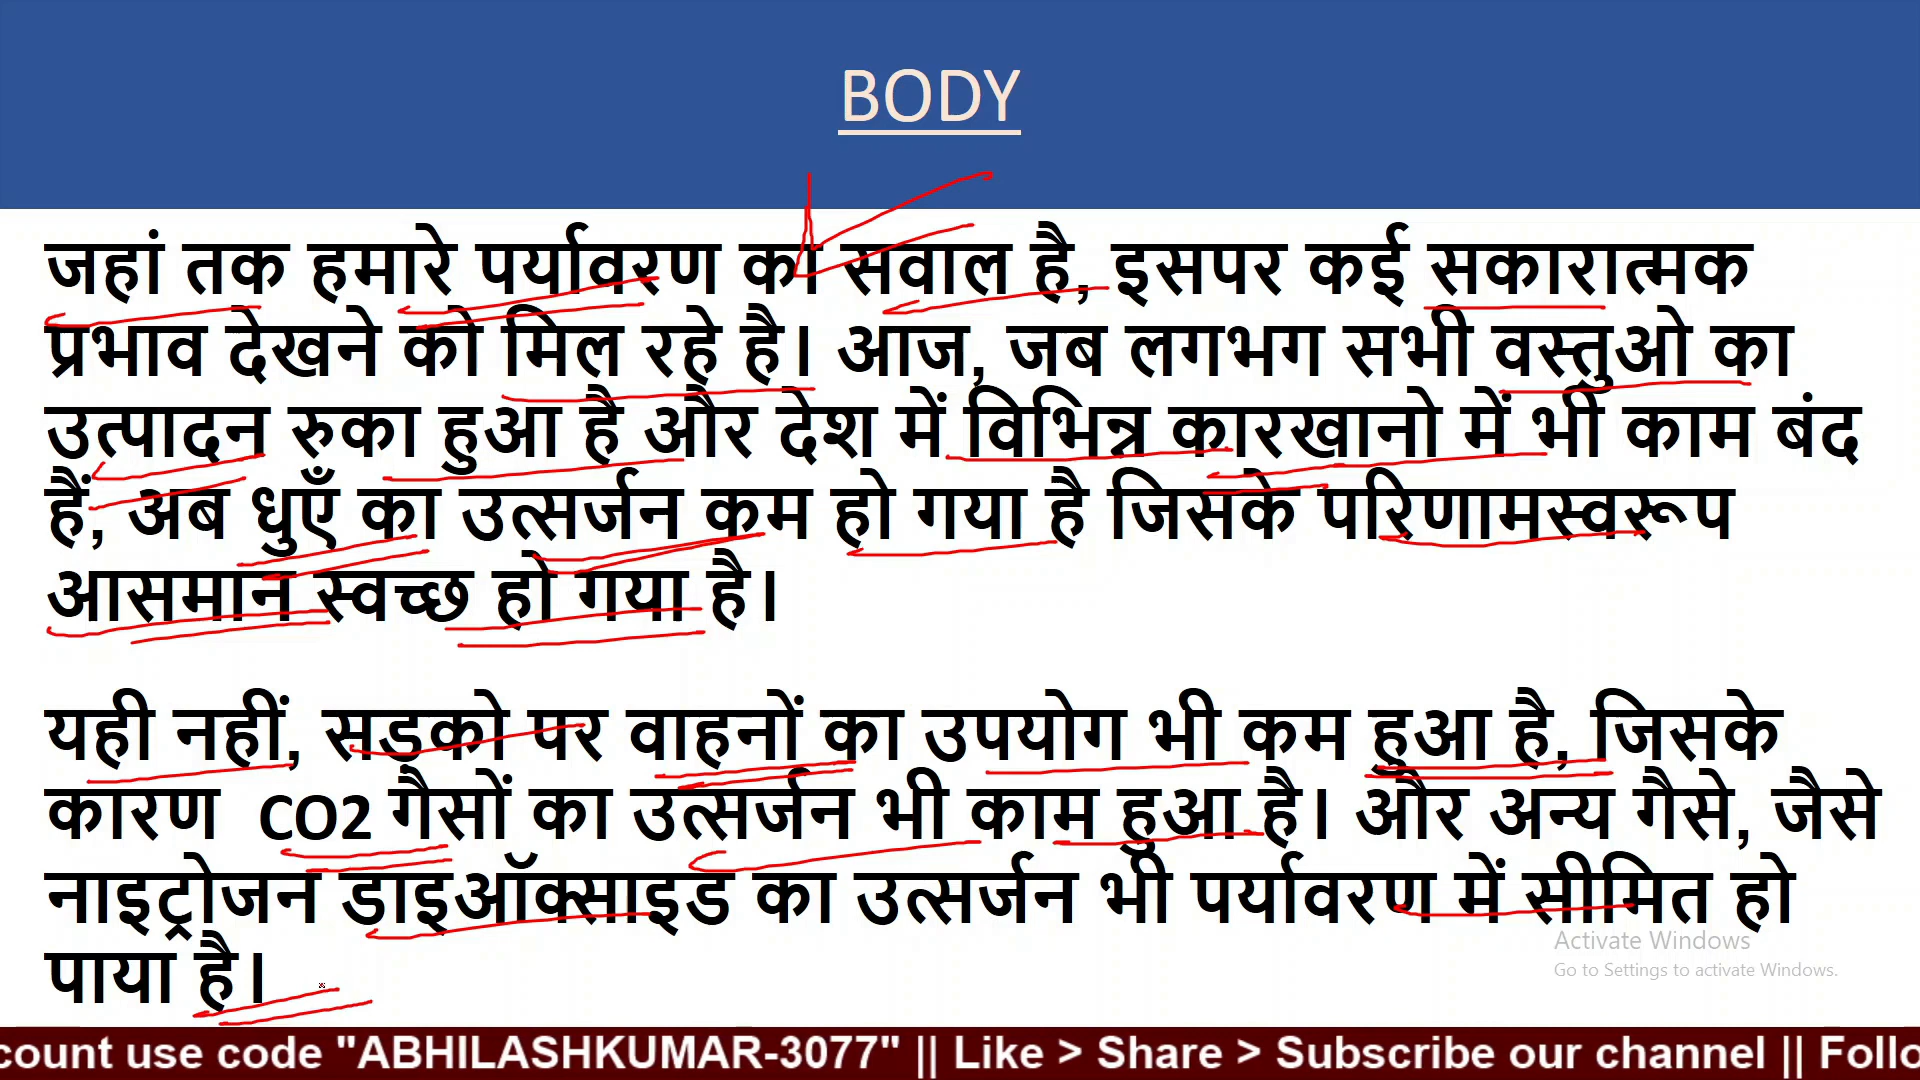 BODY
जहां तक हमारे पर्यावरण का सवाल है, इसपर कई सकारात्मक
प्रभाव देखने को मिल रहे है। आज, जब लगभग सभी वस्तुओ का
उत्पादन रुका हुआ है और देश में विभिन्न कारखानो में भी काम बंद
हैं, अब धुएँ का उत्सर्जन कम हो गया है जिसके परिणामस्वरूप
आसमान स्वच्छ हो गया है।
यही नहीं, सड़को पर वाहनों का उपयोग भी कम हुआ है, जिसके
कारण CO2 गैसों का उत्सर्जन भी काम हुआ है। और अन्य गैसे, जैसे
नाइट्रोजन डाइऑक्साइड का उत्सर्जन भी पर्यावरण में सीमित हो
पाया है।
Activate Windows
Go to Settings to activate Windows.
count use code "ABHILASHKUMAR-3077" || Like > Share > Subscribe our channel || Follo